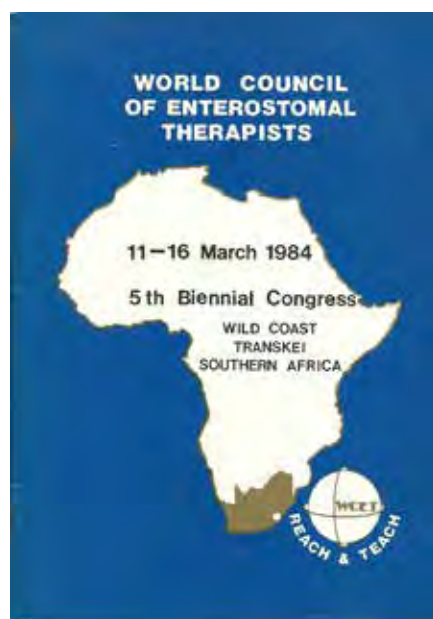 WORLD COUNCIL
OF ENTEROSTOMAL
THERAPISTS
11-16 March 1984
5th Biennial Congress
WILD COAST
TRANSKEI
SOUTHERN AFRICA
WCET
REACH & TEACH